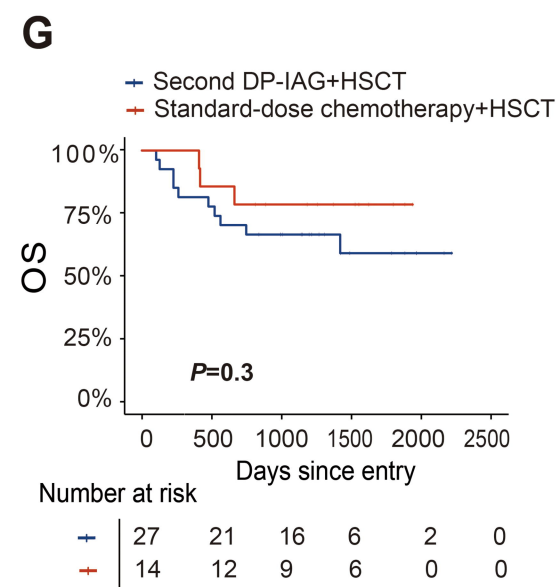 G
Second DP-IAG+HSCT
Standard-dose chemotherapy+HSCT
100%
75%
50%
25%
0%
OS
P=0.3
0 500 1000 1500 2000 2500
Days since entry
Number at risk
27 21 16 6 2 0
14 12 9 6 0 0